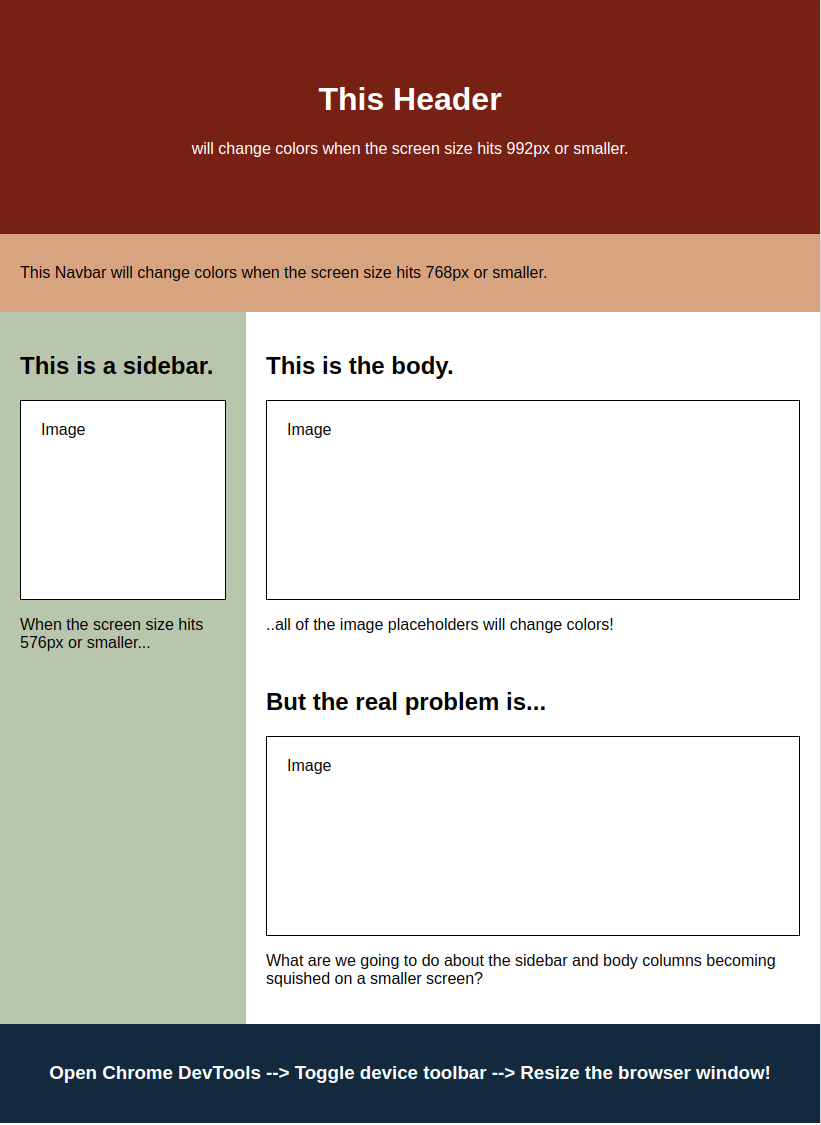 This Header
will change colors when the screen size hits 992px or smaller.
This Navbar will change colors when the screen size hits 768px or smaller.
This is a sidebar.
Image
When the screen size hits
576px or smaller...
This is the body.
Image
..all of the image placeholders will change colors!
But the real problem is...
Image
What are we going to do about the sidebar and body columns becoming
squished on a smaller screen?
Open Chrome DevTools --> Toggle device toolbar --> Resize the browser window!